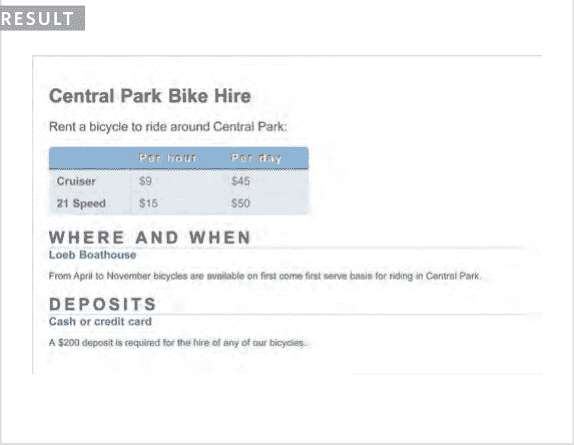 RESULT
Central Park Bike Hire
Rent a bicycle to ride around Central Park:
Per hour Per day
Cruiser $9 $45
21 Speed $15 $50
WHERE AND WHEN
Loeb Boathouse
From April to November bicycles are available on first come first serve basis for riding in Central Park.
DEPOSITS
Cash or credit card
A $200 deposit is required for the hire of any of our bicycles.